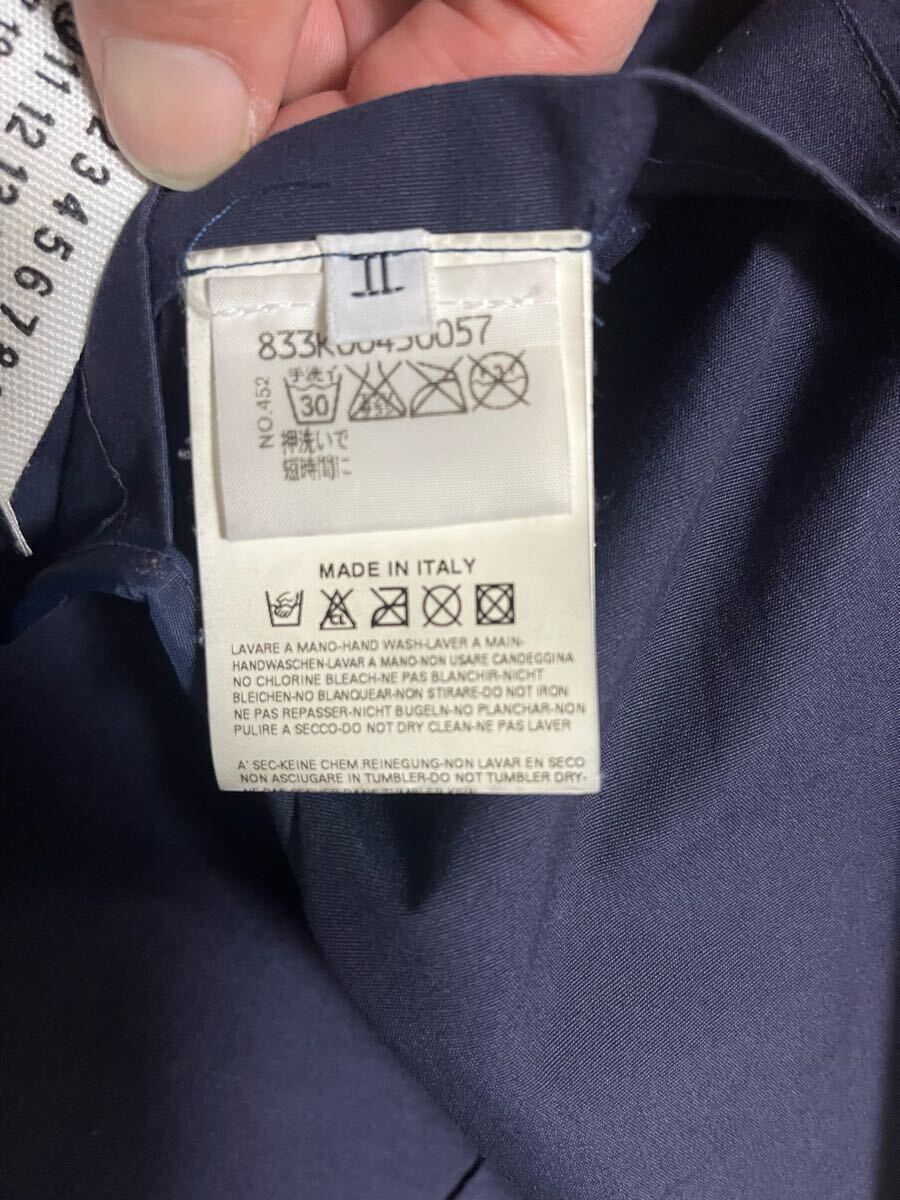 10
11
12
13
2
3
4
5
6
7
8
II
NO.452
手洗イ
30
押洗いで
短時間に
MADE IN ITALY
CL
LAVARE A MANO-HAND WASH-LAVER A MAIN-
HANDWASCHEN-LAVAR A MANO-NON USARE CANDEGGINA
NO CHLORINE BLEACH-NE PAS BLANCHIR-NICHT
BLEICHEN-NO BLANQUEAR-NON STIRARE-DO NOT IRON
NE PAS REPASSER-NICHT BUGELN-NO PLANCHAR-NON
PULIRE A SECCO-DO NOT DRY CLEAN-NE PAS LAVER
A' SEC-KEINE CHEM.REINEGUNG-NON LAVAR EN SECO
NON ASCIUGARE IN TUMBLER-DO NOT TUMBLER DRY-